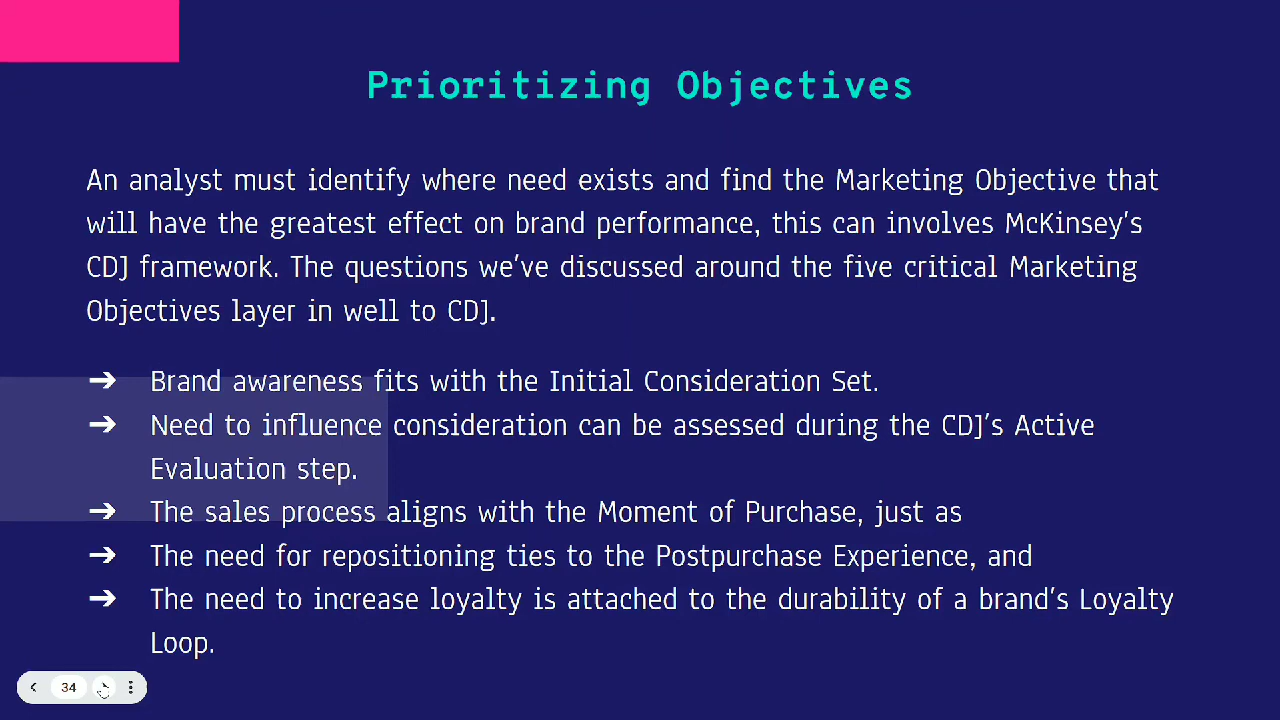 Prioritizing Objectives
An analyst must identify where need exists and find the Marketing Objective that
will have the greatest effect on brand performance, this can involves McKinsey's
CDJ framework. The questions we've discussed around the five critical Marketing
Objectives layer in well to CDJ.
➔ Brand awareness fits with the Initial Consideration Set.
➔ Need to influence consideration can be assessed during the CDJ's Active
Evaluation step.
➔ The sales process aligns with the Moment of Purchase, just as
➔ The need for repositioning ties to the Postpurchase Experience, and
➔ The need to increase loyalty is attached to the durability of a brand's Loyalty
Loop.
34